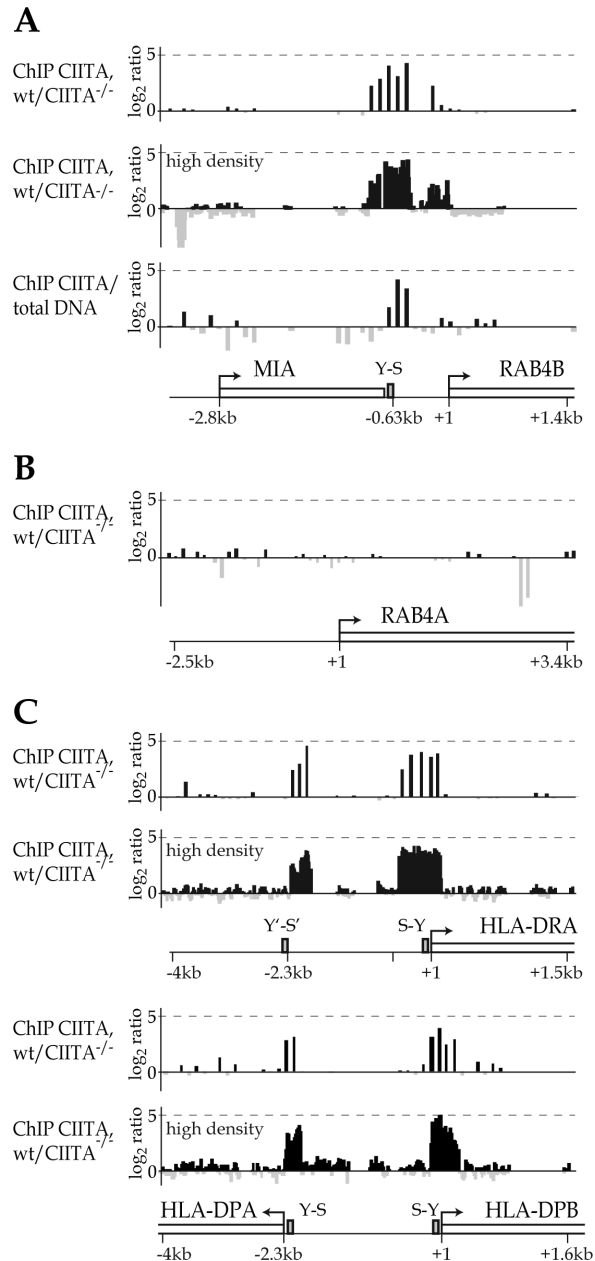 A
ChIP CIITA,
wt/CIITA-/-
log2 ratio
5
0
ChIP CIITA,
wt/CIITA-/-
log2 ratio
5
0
high density
ChIP CIITA/
total DNA
log2 ratio
5
0
MIA
Y-S
RAB4B
-2.8kb
-0.63kb
+1
+1.4kb
B
ChIP CIITA,
wt/CIITA-/-
log2 ratio
5
0
RAB4A
-2.5kb
+1
+3.4kb
C
ChIP CIITA,
wt/CIITA-/-
log2 ratio
5
0
ChIP CIITA,
wt/CIITA-/-
log2 ratio
5
0
high density
Y'-S'
S-Y
HLA-DRA
-4kb
-2.3kb
+1
+1.5kb
ChIP CIITA,
wt/CIITA-/-
log2 ratio
5
0
ChIP CIITA,
wt/CIITA-/-
log2 ratio
5
0
high density
HLA-DPA
Y-S
S-Y
HLA-DPB
-4kb
-2.3kb
+1
+1.6kb